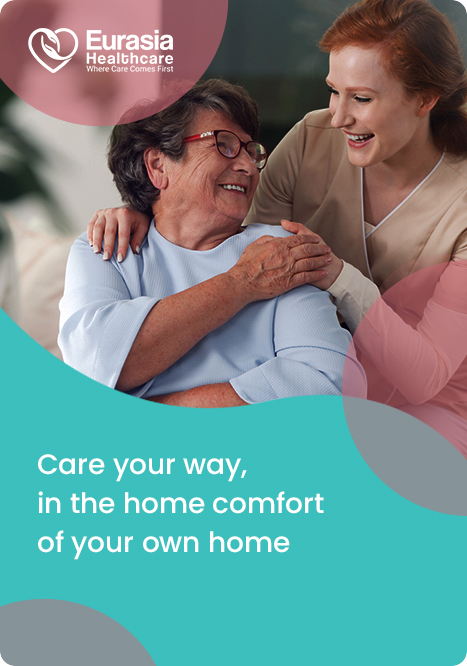 Eurasia
Healthcare
Where Care Comes First
Care your way,
in the home comfort
of your own home